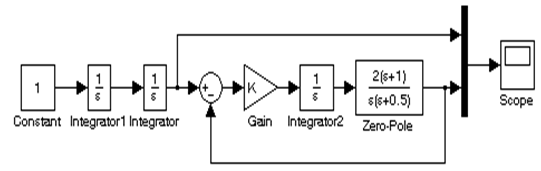 1
Constant
1
s
Integrator1
1
s
Integrator
+
−
K
Gain
1
s
Integrator2
2(s+1)
s(s+0.5)
Zero-Pole
Scope